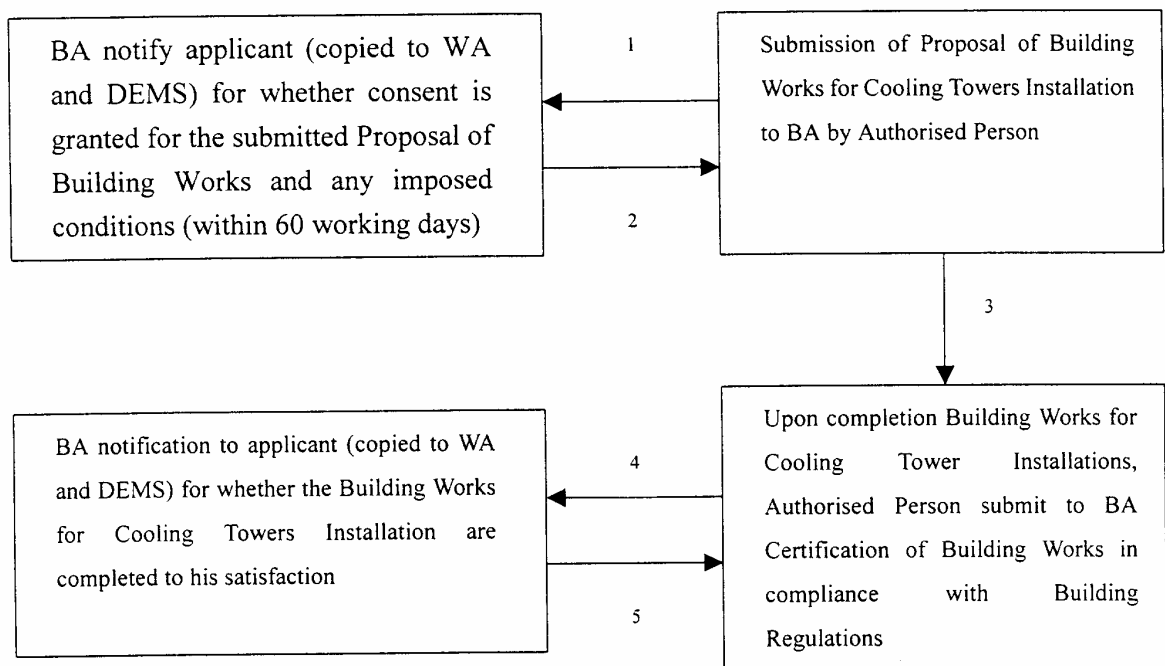 BA notify applicant (copied to WA
and DEMS) for whether consent is
granted for the submitted Proposal of
Building Works and any imposed
conditions (within 60 working days)
1
2
Submission of Proposal of Building
Works for Cooling Towers Installation
to BA by Authorised Person
3
BA notification to applicant (copied to WA
and DEMS) for whether the Building Works
for Cooling Towers Installation are
completed to his satisfaction
4
5
Upon completion Building Works for
Cooling Tower Installations,
Authorised Person submit to BA
Certification of Building Works in
compliance with Building
Regulations